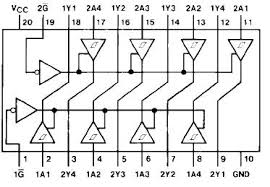 VCC 2G 1Y1 2A4 1Y2 2A3 1Y3 2A2 1Y4 2A1
20 19 18 17 16 15 14 13 12 11
1 2 3 4 5 6 7 8 9 10
1G 1A1 2Y4 1A2 2Y3 1A3 2Y2 1A4 2Y1 GND